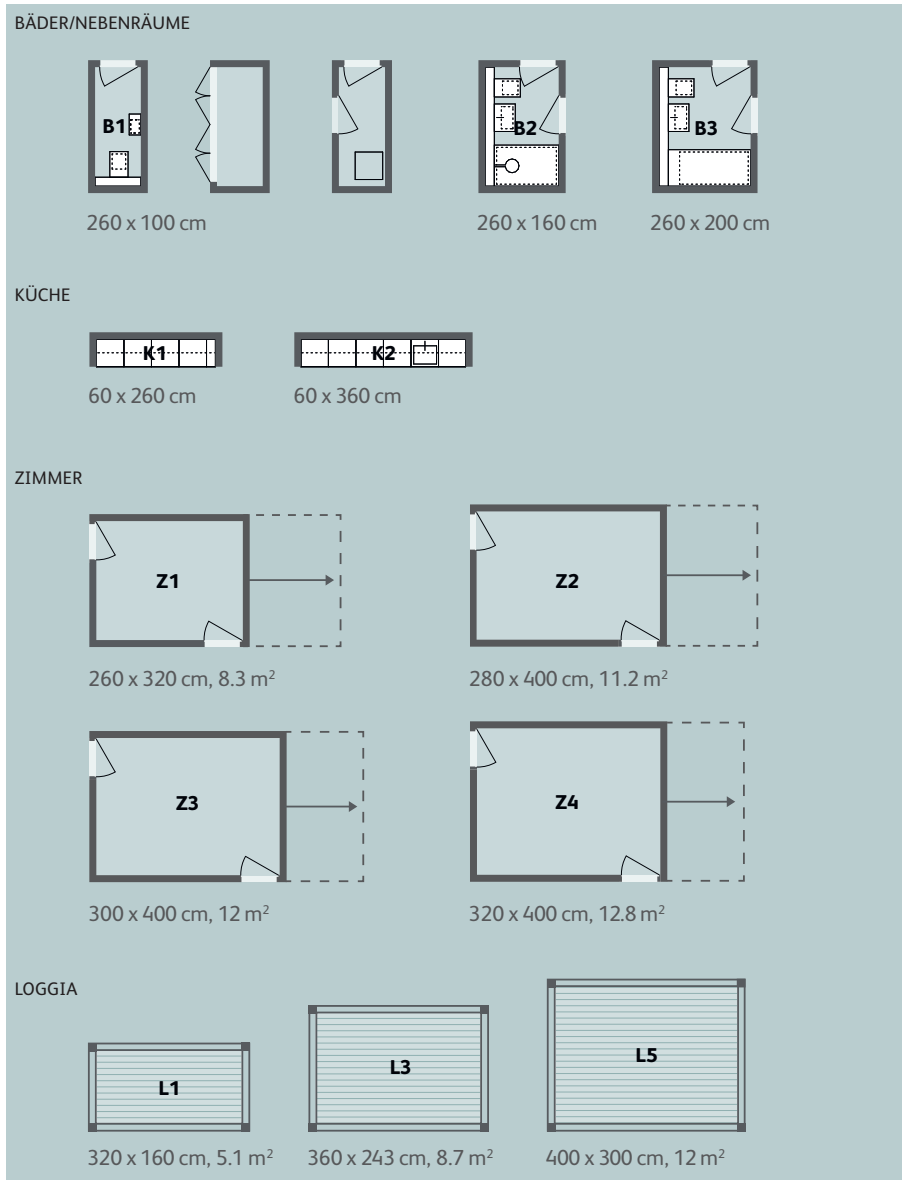 BÄDER/NEBENRÄUME
B1
B2
B3
260 x 100 cm
260 x 160 cm
260 x 200 cm
KÜCHE
K1
K2
60 x 260 cm
60 x 360 cm
ZIMMER
Z1
Z2
260 x 320 cm, 8.3 m²
280 x 400 cm, 11.2 m²
Z3
Z4
300 x 400 cm, 12 m²
320 x 400 cm, 12.8 m²
LOGGIA
L1
L3
L5
320 x 160 cm, 5.1 m²
360 x 243 cm, 8.7 m²
400 x 300 cm, 12 m²